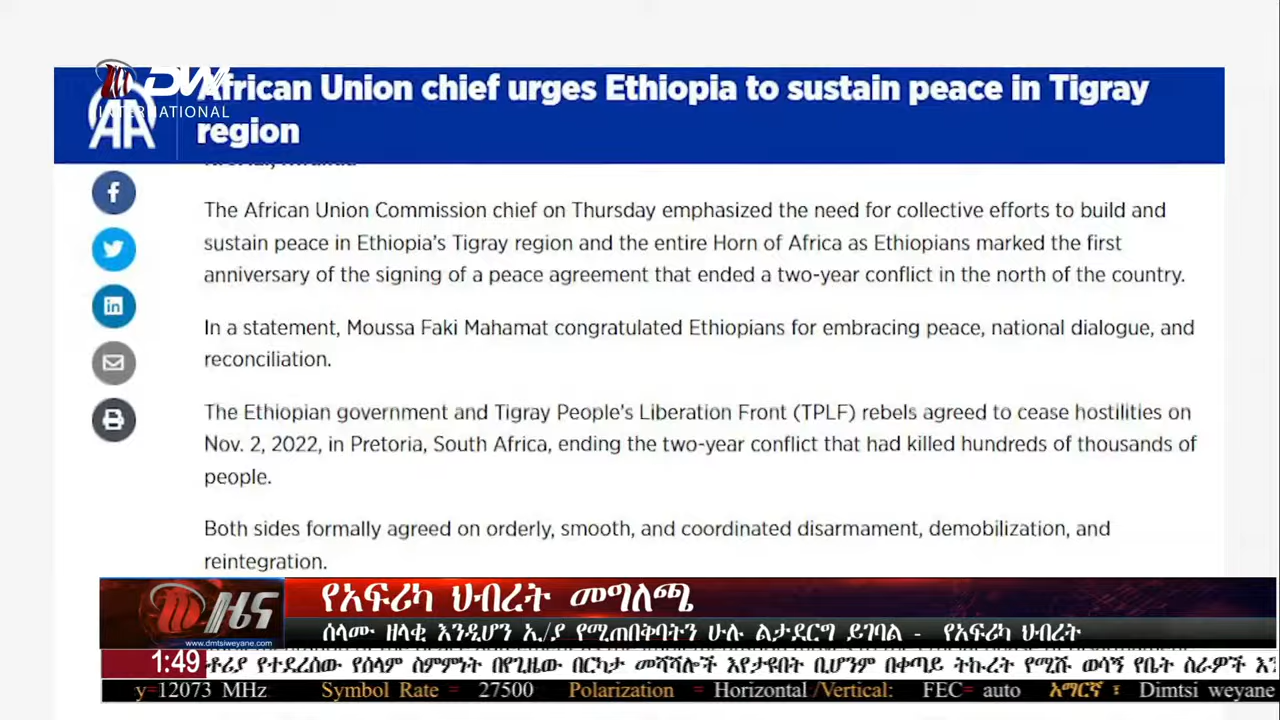 DW
INTERNATIONAL
African Union chief urges Ethiopia to sustain peace in Tigray
region
The African Union Commission chief on Thursday emphasized the need for collective efforts to build and
sustain peace in Ethiopia's Tigray region and the entire Horn of Africa as Ethiopians marked the first
anniversary of the signing of a peace agreement that ended a two-year conflict in the north of the country.
In a statement, Moussa Faki Mahamat congratulated Ethiopians for embracing peace, national dialogue, and
reconciliation.
The Ethiopian government and Tigray People's Liberation Front (TPLF) rebels agreed to cease hostilities on
Nov. 2, 2022, in Pretoria, South Africa, ending the two-year conflict that had killed hundreds of thousands of
people.
Both sides formally agreed on orderly, smooth, and coordinated disarmament, demobilization, and
reintegration.
ዜና
www.dmtsiweyane.com
የአፍሪካ ህብረት መግለጫ
ሰላሙ ዘላቂ እንዲሆን ኢ/ያ የሚጠበቅባትን ሁሉ ልታደርግ ይገባል - የአፍሪካ ህብረት
1:49 ቶሪያ የተደረሰው የሰላም ስምምነት በየጊዜው በርካታ መሻሻሎች እየታዩበት ቢሆንም በቀጣይ ትኩረት የሚሹ ወሳኝ የቤት ስራዎች እን
y=12073 MHz Symbol Rate = 27500 Polarization = Horizontal /Vertical: FEC= auto አማርኛ ፣ Dimtsi weyane